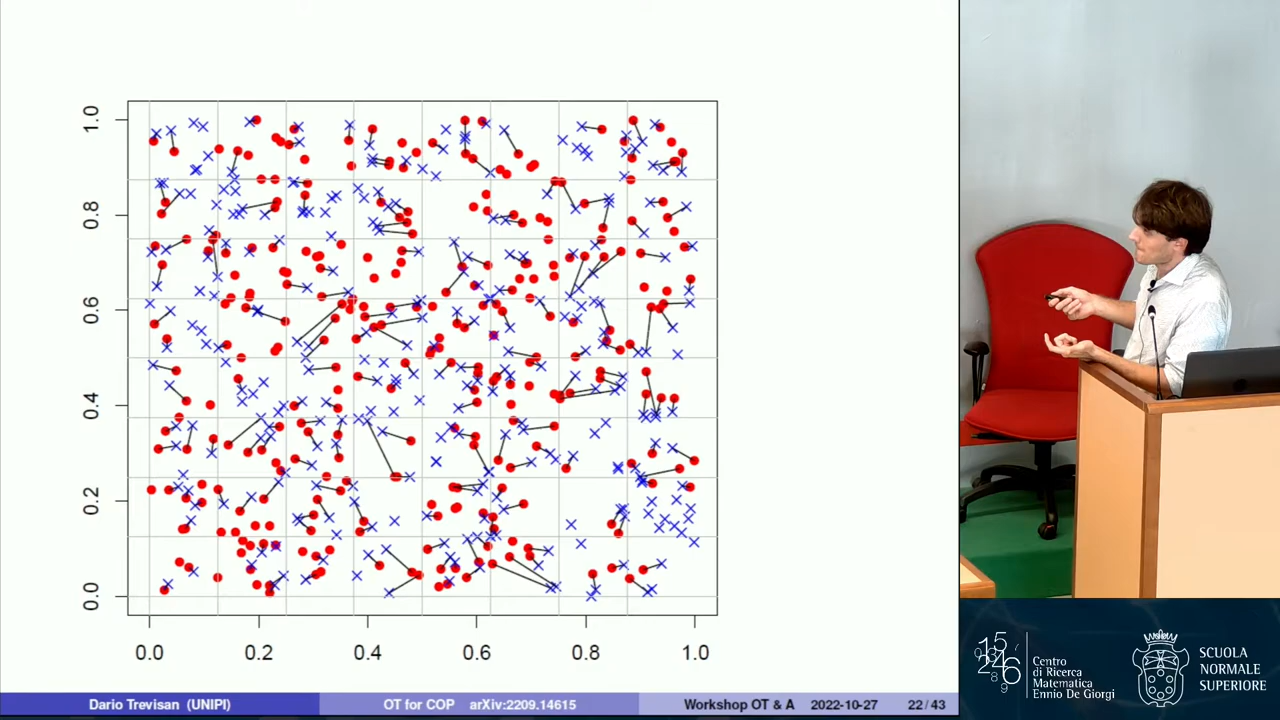 1.0
0.8
0.6
0.4
0.2
0.0
0.0 0.2 0.4 0.6 0.8 1.0
Dario Trevisan (UNIPI) OT for COP arXiv:2209.14615 Workshop OT & A 2022-10-27 22/43
Centro
di Ricerca
Matematica
Ennio De Giorgi
SCUOLA
NORMALE
SUPERIORE